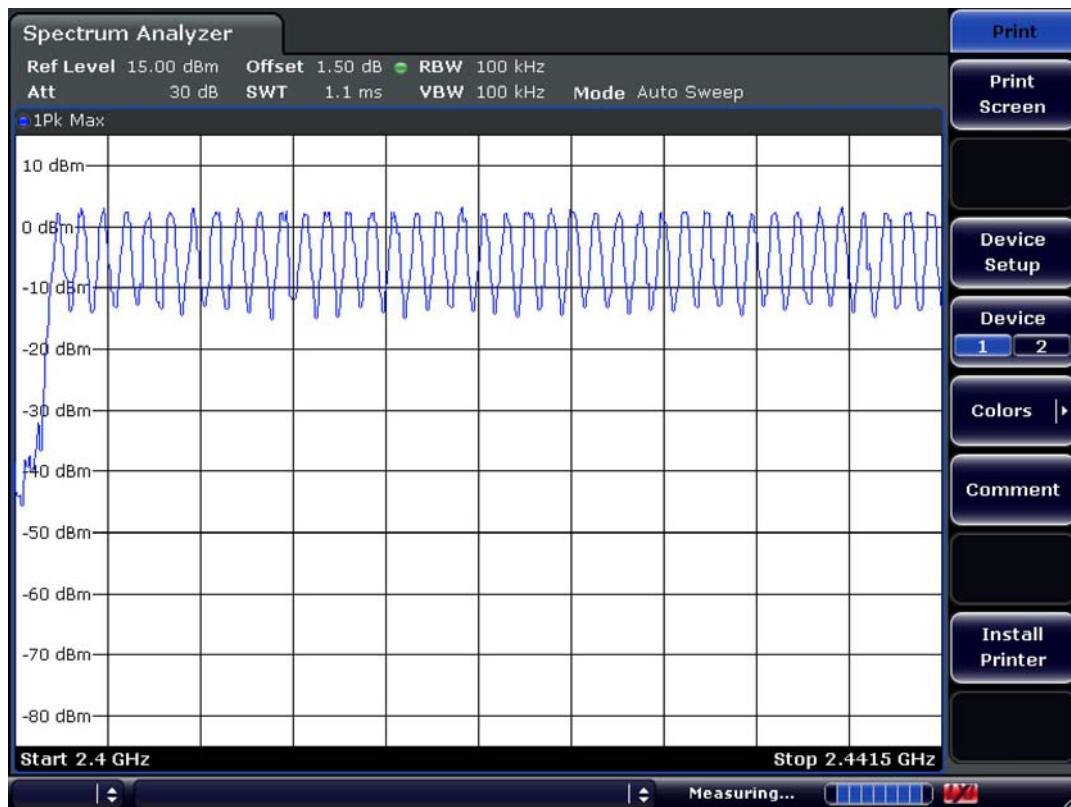 Spectrum Analyzer
Ref Level 15.00 dBm Offset 1.50 dB RBW 100 kHz
Att 30 dB SWT 1.1 ms VBW 100 kHz Mode Auto Sweep
1Pk Max
10 dBm
0 dBm
-10 dBm
-20 dBm
-30 dBm
-40 dBm
-50 dBm
-60 dBm
-70 dBm
-80 dBm
Start 2.4 GHz Stop 2.4415 GHz
Measuring...
Print
Print
Screen
Device
Setup
Device
1 2
Colors
Comment
Install
Printer